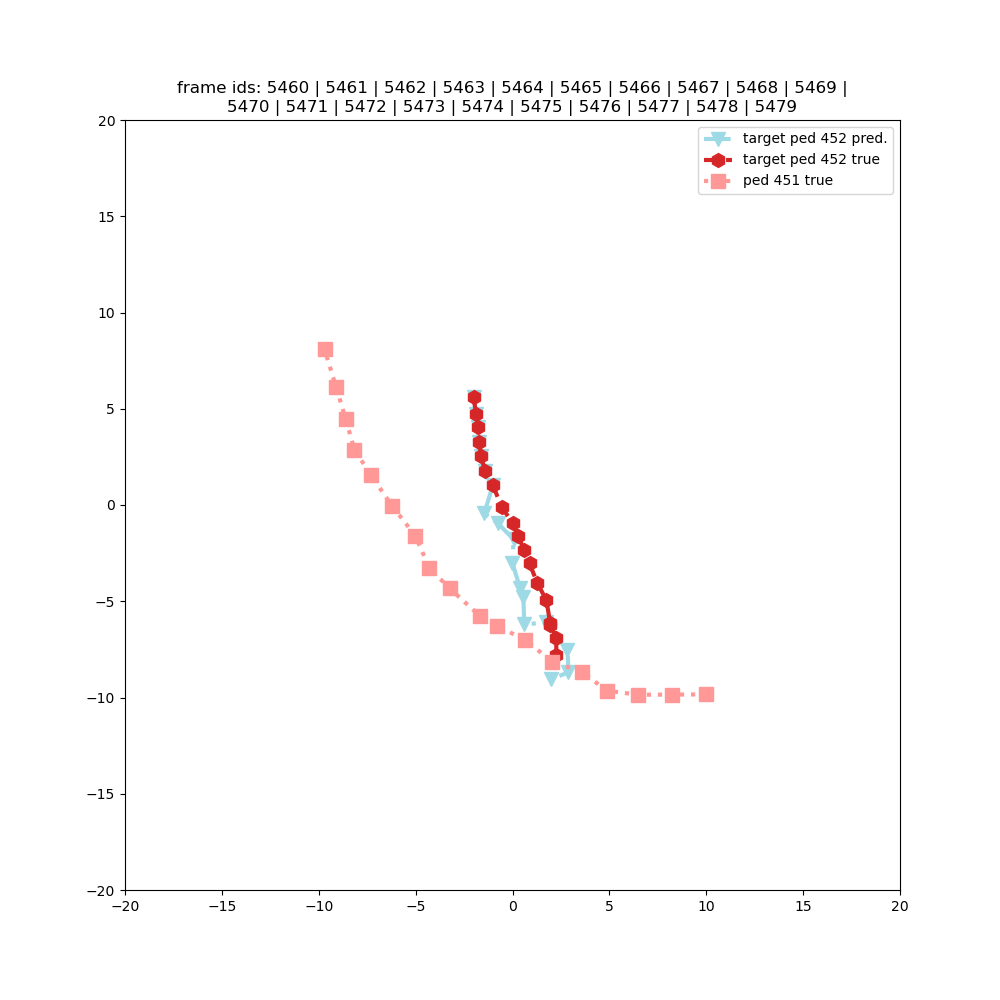 frame ids: 5460 | 5461 | 5462 | 5463 | 5464 | 5465 | 5466 | 5467 | 5468 | 5469 |
5470 | 5471 | 5472 | 5473 | 5474 | 5475 | 5476 | 5477 | 5478 | 5479
target ped 452 pred.
target ped 452 true
ped 451 true
20
15
10
5
0
−5
−10
−15
−20
−20 −15 −10 −5 0 5 10 15 20